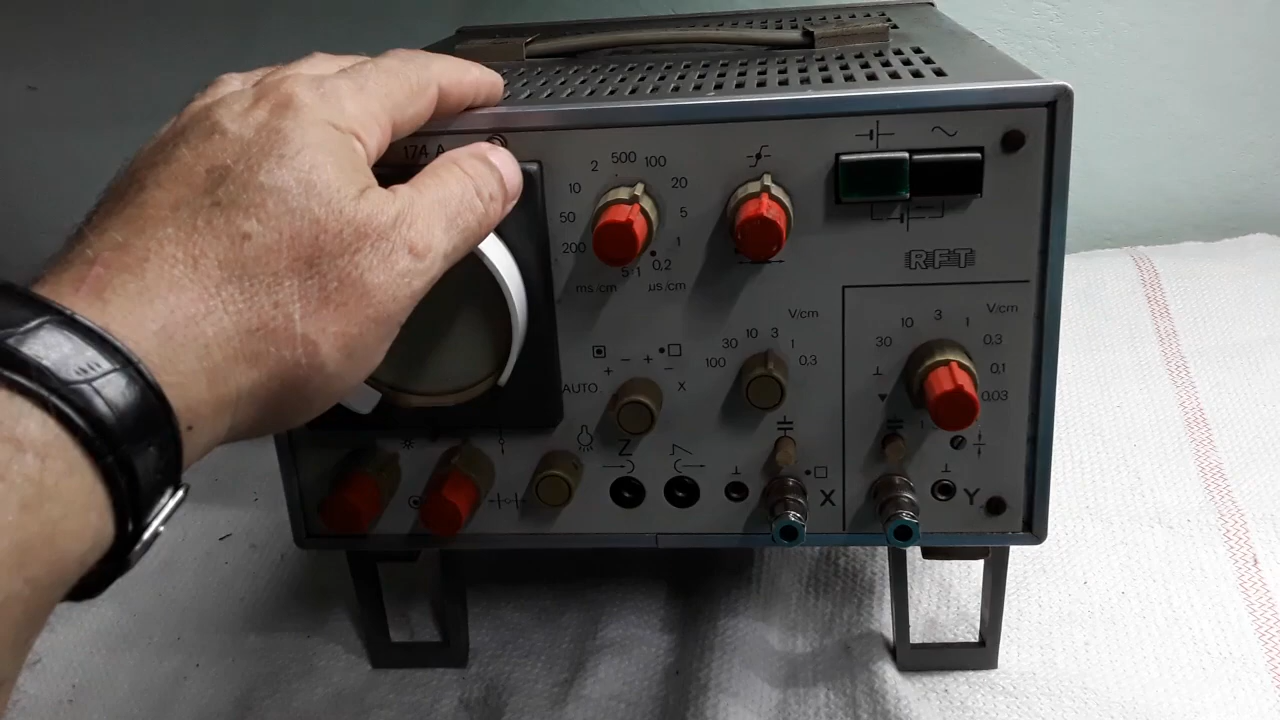 174 A
2 500 100
10 20
50 5
200 1
5:1 0,2
ms/cm µs/cm
RFT
V/cm
30 10 3 1
100 0,3
V/cm
30 10 3 1
0,3
0,1
0,03
1
+ − + −
AUTO X
Z
X
Y